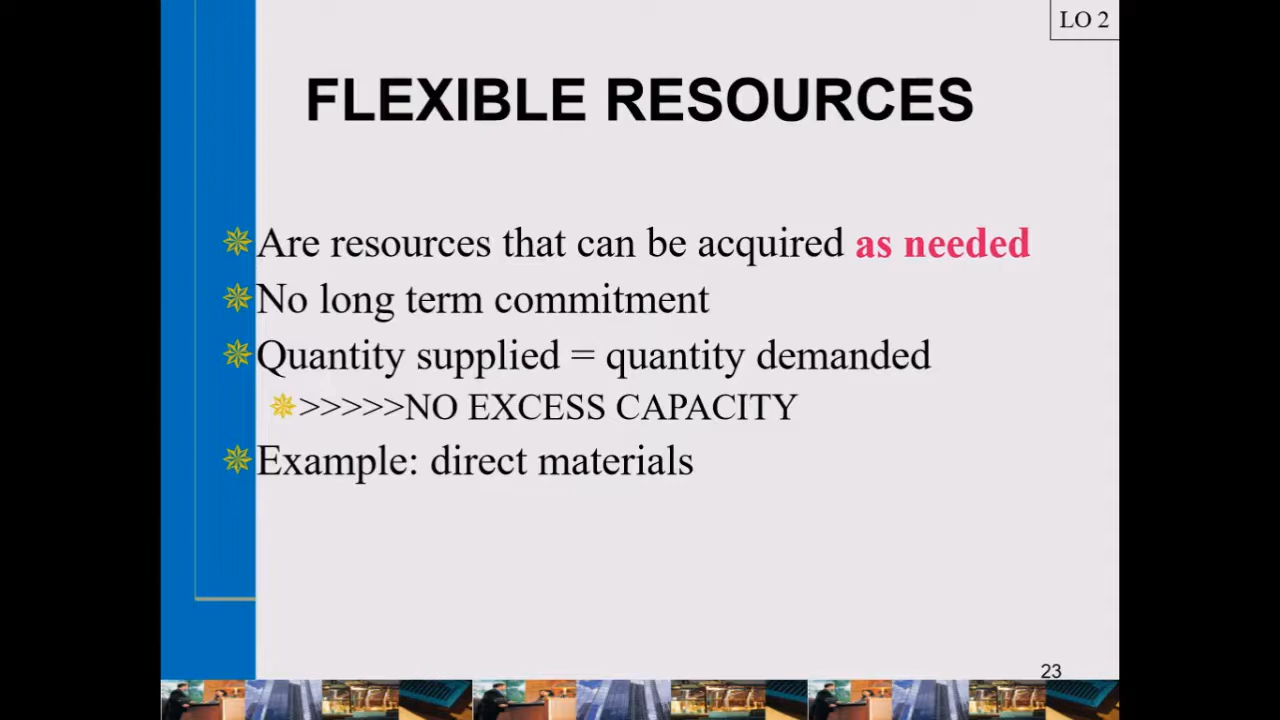 LO 2
FLEXIBLE RESOURCES
Are resources that can be acquired as needed
No long term commitment
Quantity supplied = quantity demanded
>>>>>NO EXCESS CAPACITY
Example: direct materials
23